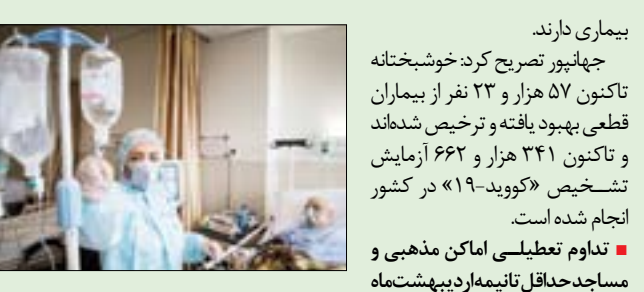 بیماری دارند.
جهانپور تصریح کرد: خوشبختانه
تاکنون ۵۷ هزار و ۲۳ نفر از بیماران
قطعی بهبود یافته و ترخیص شده‌اند
و تاکنون ۳۴۱ هزار و ۶۶۲ آزمایش
تشــخیص «کووید-۱۹» در کشور
انجام شده است.
■ تداوم تعطیلــی اماکن مذهبی و
مساجد حداقل تا نیمه اردیبهشت‌ماه